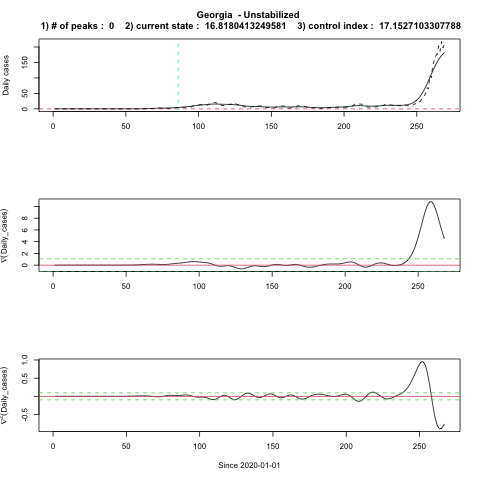 Georgia - Unstabilized
1) # of peaks : 0 2) current state : 16.8180413249581 3) control index : 17.1527103307788
Daily cases
0 50 150
0 50 100 150 200 250
∇(Daily_cases)
0 2 4 6 8
0 50 100 150 200 250
∇²(Daily_cases)
-0.5 0.5 1.0
0 50 100 150 200 250
Since 2020-01-01